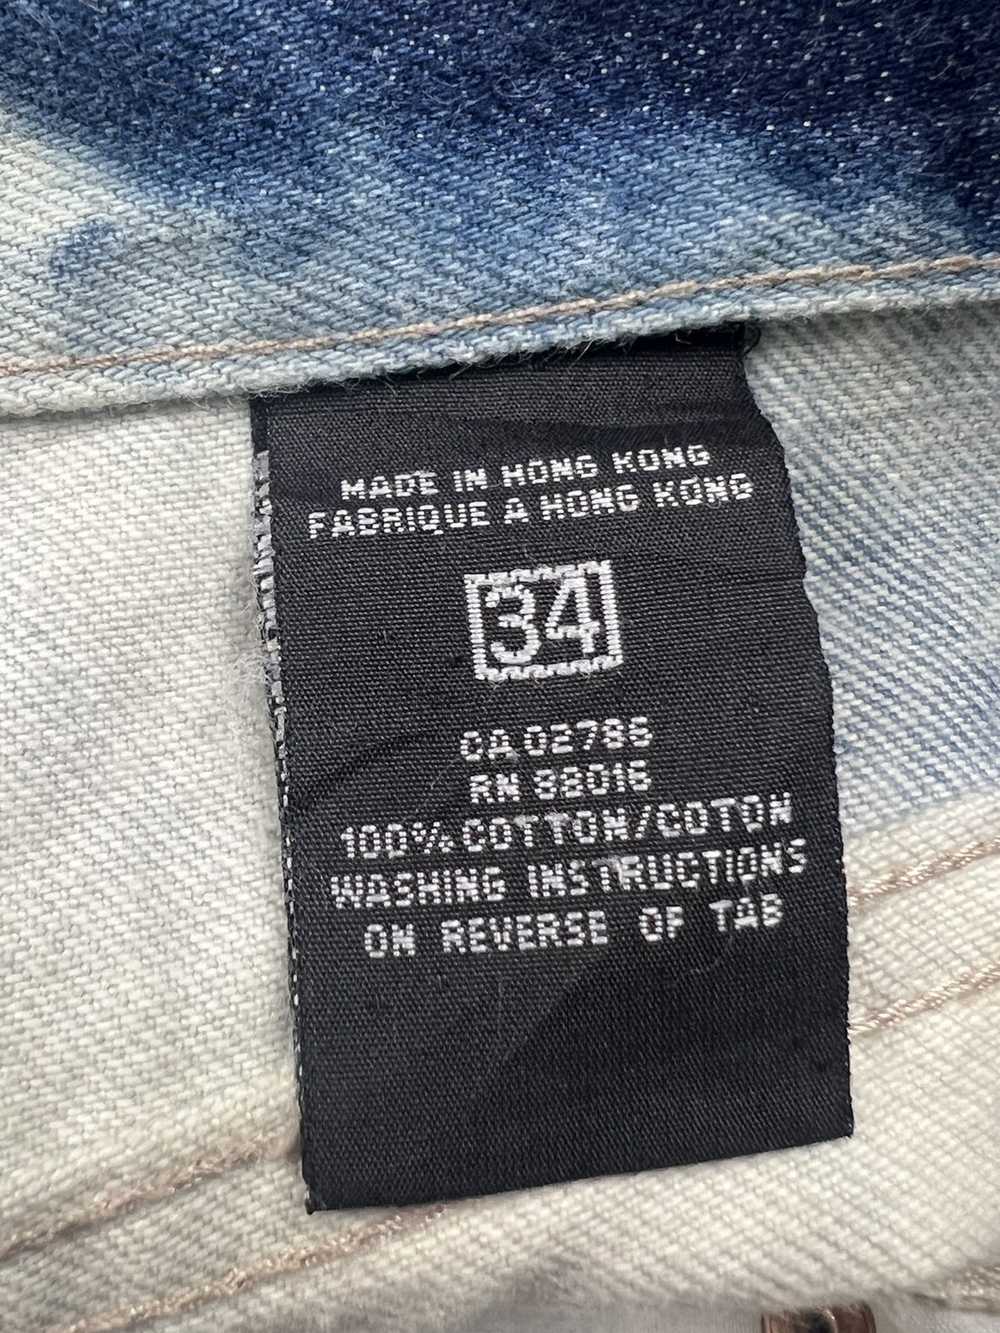 MADE IN HONG KONG
FABRIQUE A HONG KONG
34
CA 02786
RN 88016
100% COTTON/COTON
WASHING INSTRUCTIONS
ON REVERSE OF TAB